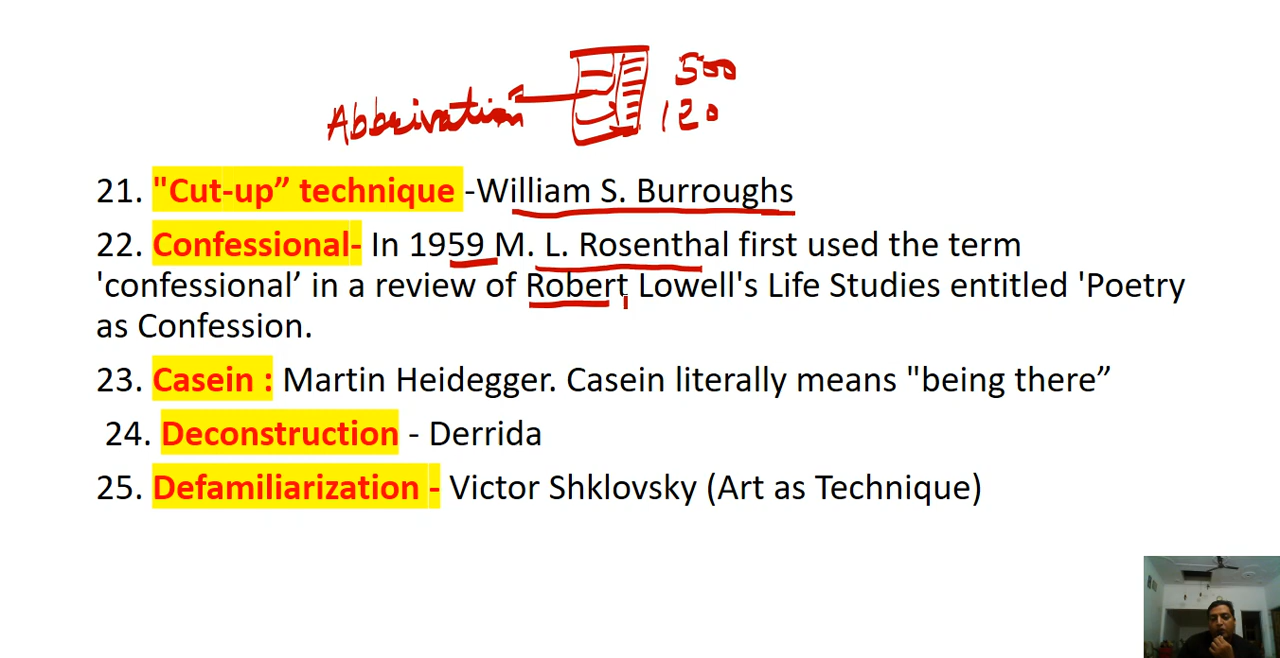 Abberivation
500
120
21. "Cut-up” technique -William S. Burroughs
22. Confessional- In 1959 M. L. Rosenthal first used the term
'confessional’ in a review of Robert Lowell's Life Studies entitled 'Poetry
as Confession.
23. Casein : Martin Heidegger. Casein literally means "being there”
24. Deconstruction - Derrida
25. Defamiliarization - Victor Shklovsky (Art as Technique)